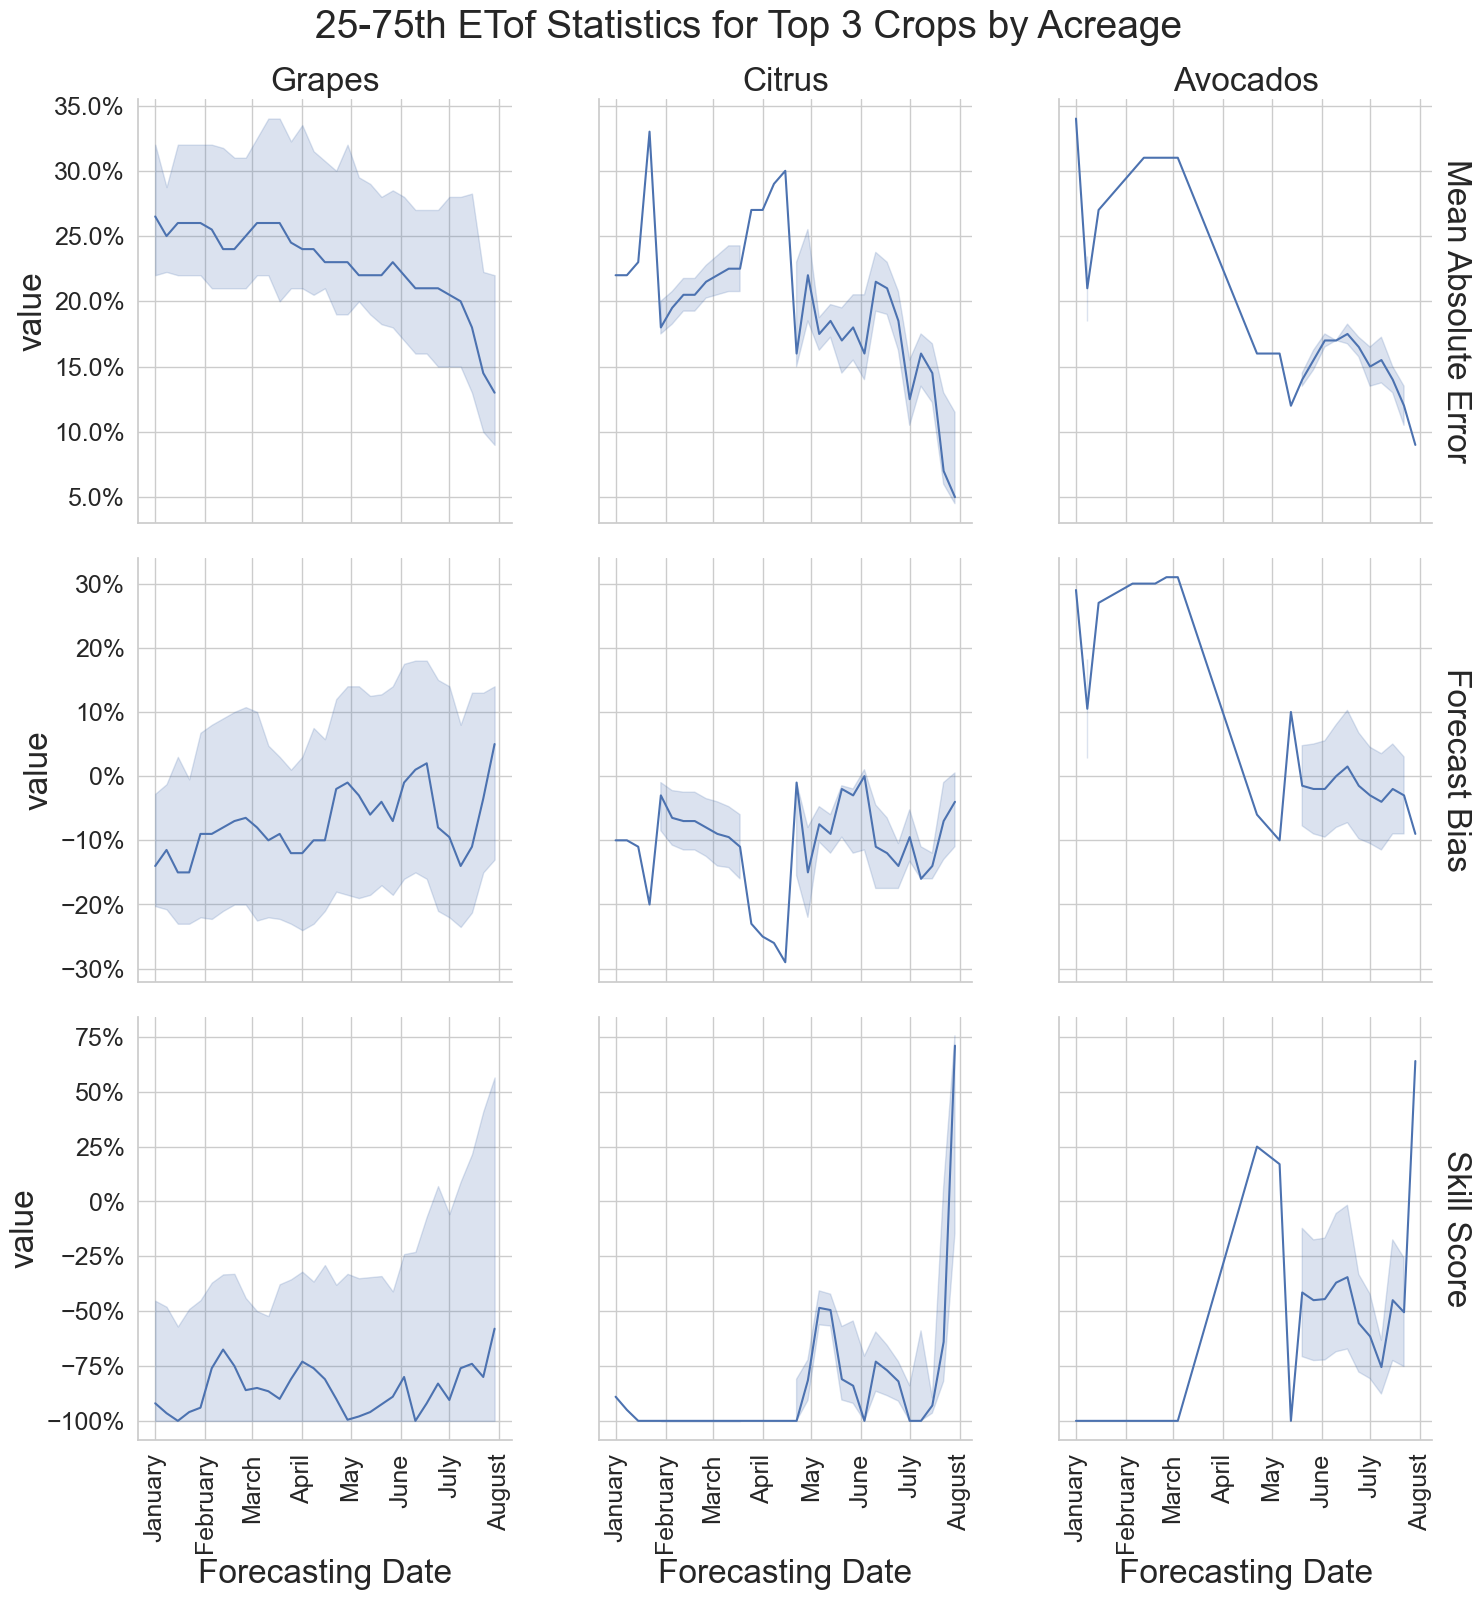 25-75th ETof Statistics for Top 3 Crops by Acreage
Grapes
Citrus
Avocados
35.0%
30.0%
25.0%
20.0%
15.0%
10.0%
5.0%
value
Mean Absolute Error
30%
20%
10%
0%
−10%
−20%
−30%
value
Forecast Bias
75%
50%
25%
0%
−25%
−50%
−75%
−100%
value
Skill Score
January
February
March
April
May
June
July
August
Forecasting Date
January
February
March
April
May
June
July
August
Forecasting Date
January
February
March
April
May
June
July
August
Forecasting Date